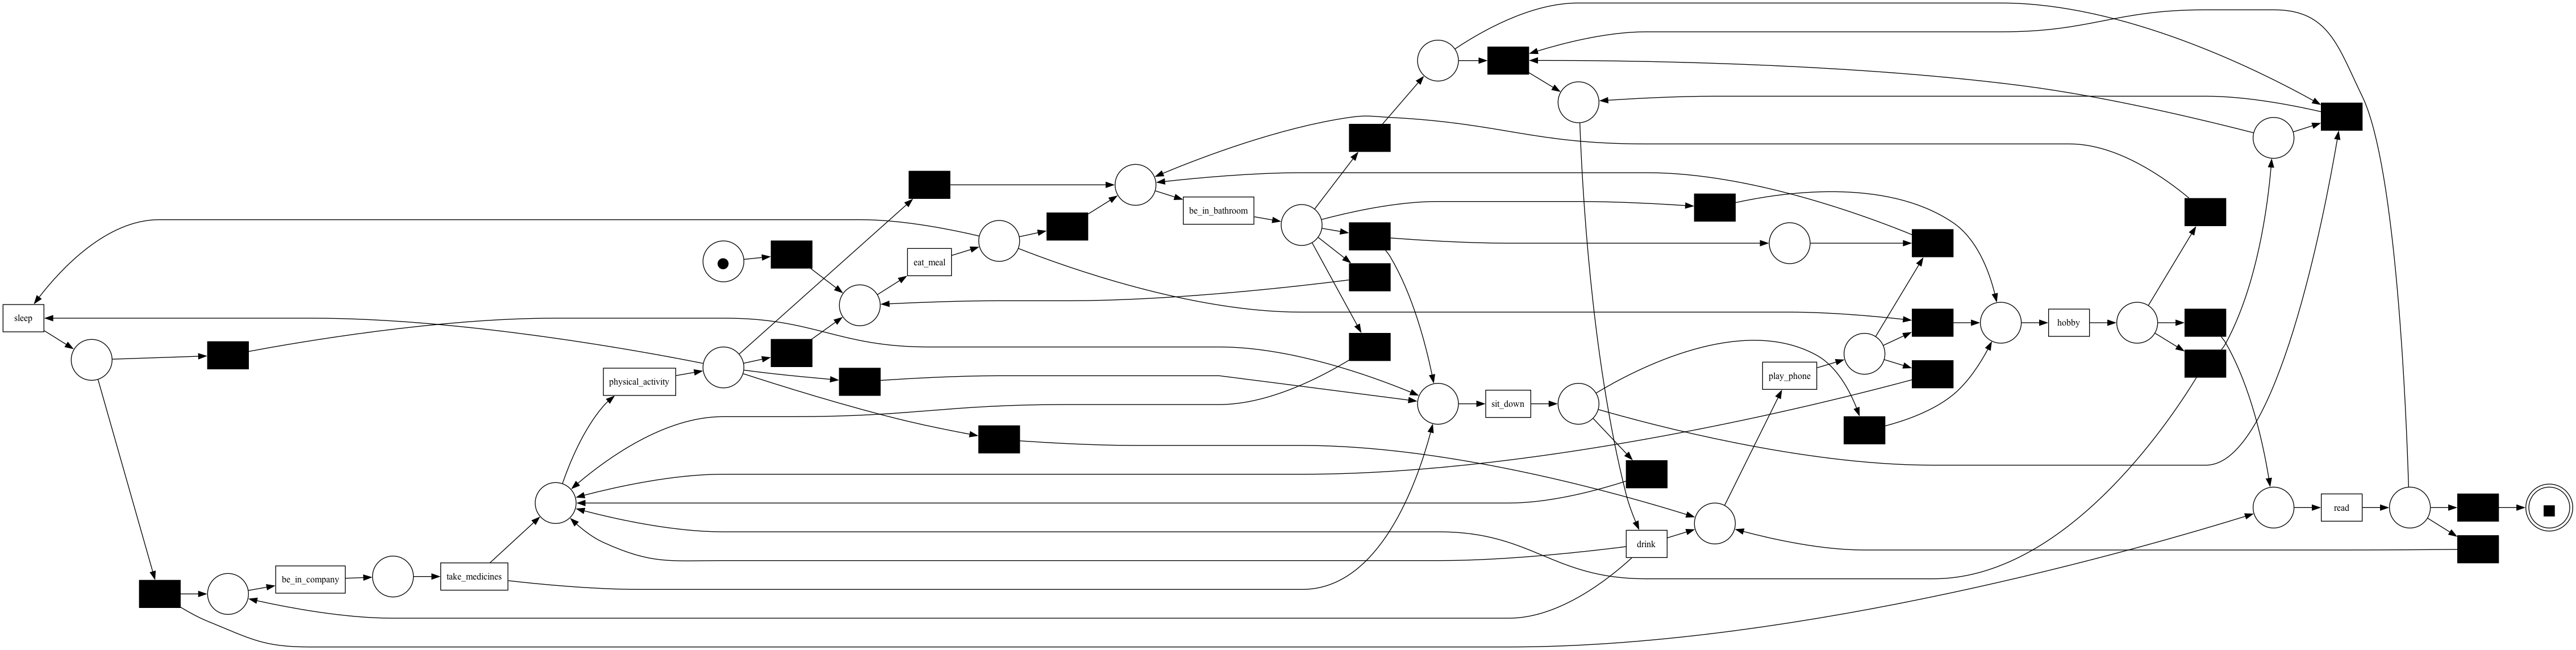 be_in_bathroom
eat_meal
sleep
hobby
physical_activity
play_phone
sit_down
read
drink
be_in_company
take_medicines